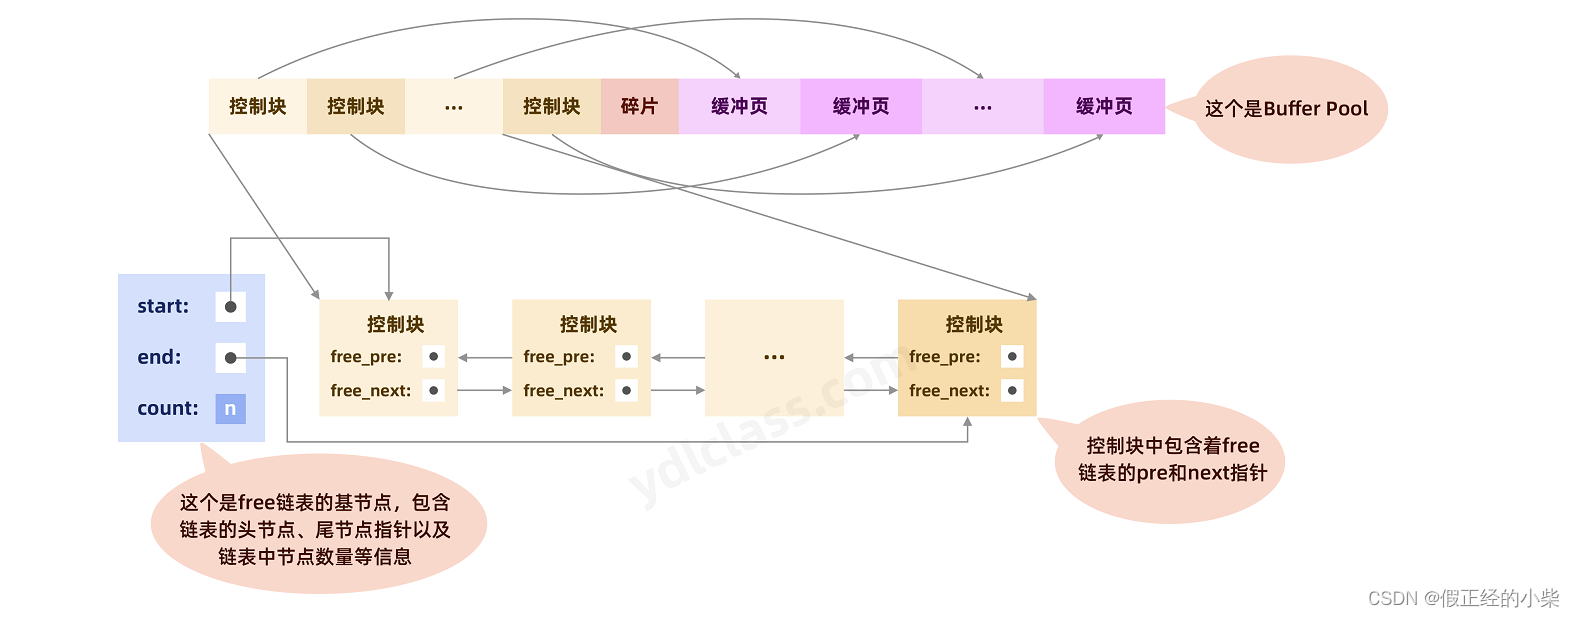 控制块 控制块 ... 控制块 碎片 缓冲页 缓冲页 ... 缓冲页
这个是Buffer Pool
start:
end:
count: n
控制块
free_pre:
free_next:
控制块
free_pre:
free_next:
...
控制块
free_pre:
free_next:
控制块中包含着free
链表的pre和next指针
这个是free链表的基节点，包含
链表的头节点、尾节点指针以及
链表中节点数量等信息
ydlclass.com
CSDN @假正经的小柴